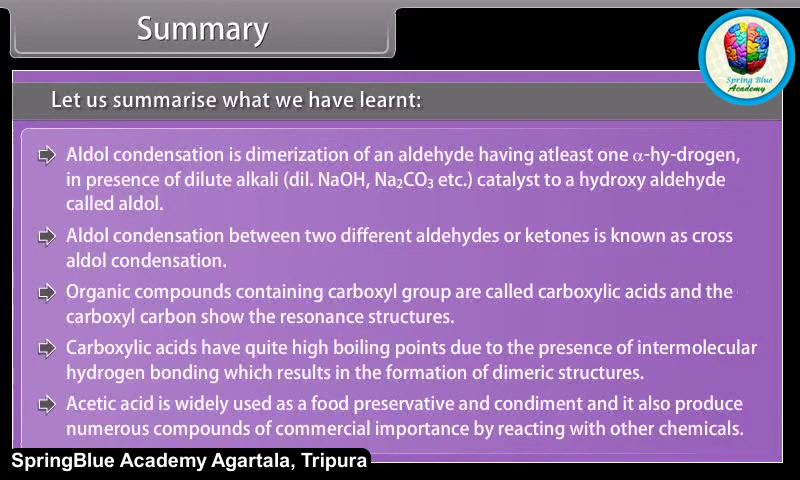 Summary
Spring Blue
Academy
Let us summarise what we have learnt:
Aldol condensation is dimerization of an aldehyde having atleast one α-hy-drogen,
in presence of dilute alkali (dil. NaOH, Na₂CO₃ etc.) catalyst to a hydroxy aldehyde
called aldol.
Aldol condensation between two different aldehydes or ketones is known as cross
aldol condensation.
Organic compounds containing carboxyl group are called carboxylic acids and the
carboxyl carbon show the resonance structures.
Carboxylic acids have quite high boiling points due to the presence of intermolecular
hydrogen bonding which results in the formation of dimeric structures.
Acetic acid is widely used as a food preservative and condiment and it also produce
numerous compounds of commercial importance by reacting with other chemicals.
SpringBlue Academy Agartala, Tripura